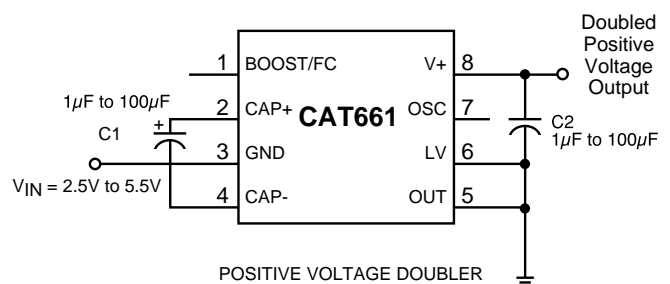 Doubled
Positive
Voltage
Output
1 BOOST/FC V+ 8
1µF to 100µF
2 CAP+ CAT661 OSC 7
C1 +
C2
1µF to 100µF
3 GND LV 6
VIN = 2.5V to 5.5V
4 CAP- OUT 5
POSITIVE VOLTAGE DOUBLER